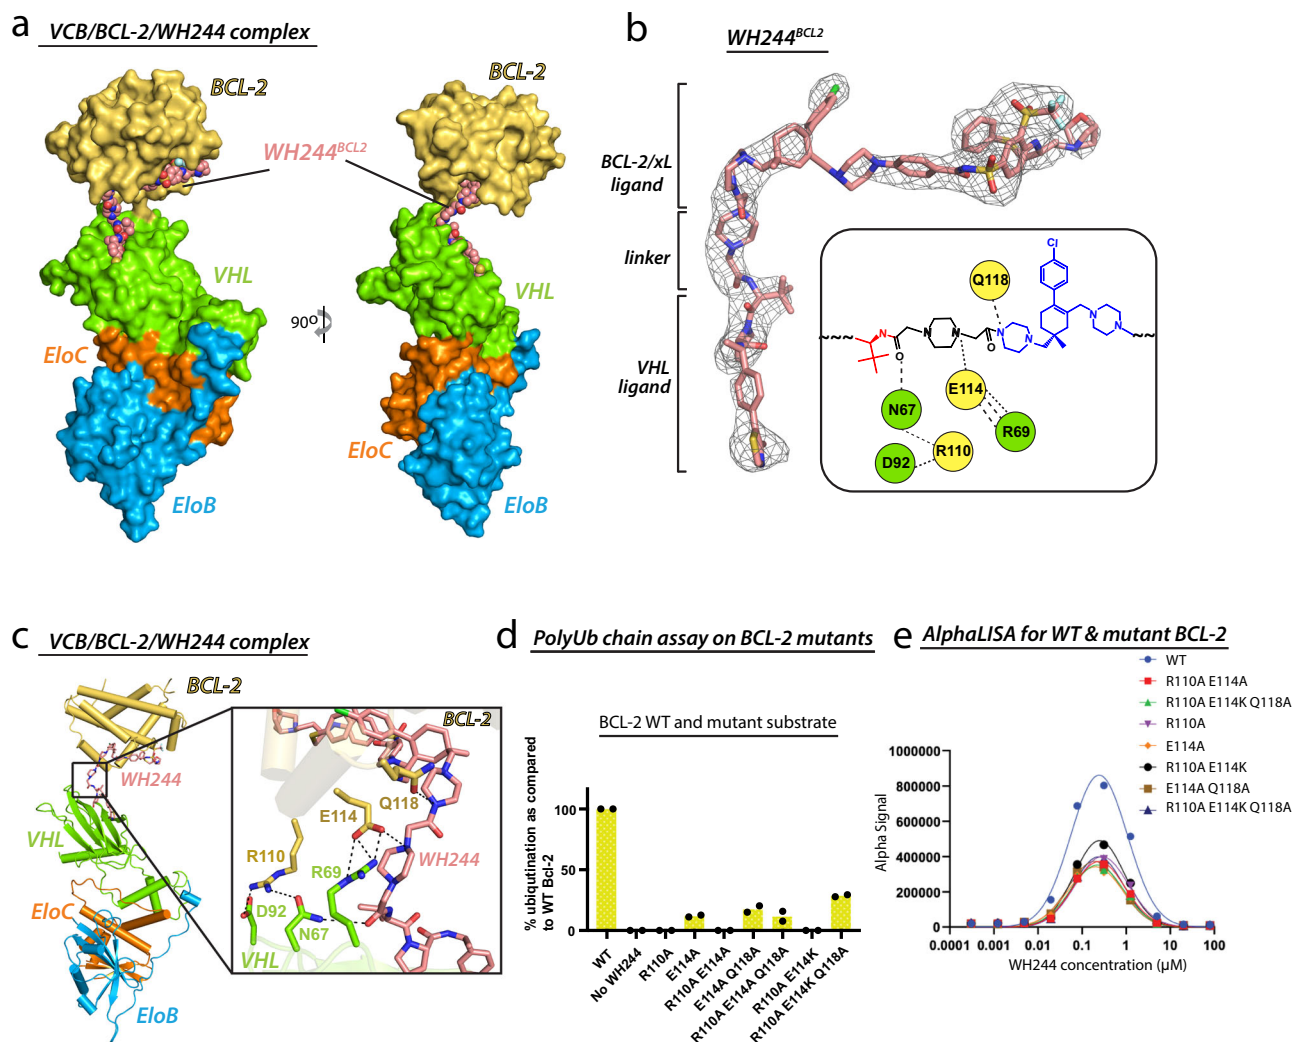 a
VCB/BCL-2/WH244 complex
BCL-2
BCL-2
WH244BCL2
VHL
VHL
90o
EloC
EloC
EloB
EloB
b
WH244BCL2
BCL-2/xL
ligand
linker
VHL
ligand
Cl
Q118
N
O
N
N
O
N
N
N
N
E114
N67
R69
R110
D92
c
VCB/BCL-2/WH244 complex
BCL-2
WH244
VHL
EloC
EloB
BCL-2
Q118
E114
R110
R69
WH244
D92
N67
VHL
d
PolyUb chain assay on BCL-2 mutants
BCL-2 WT and mutant substrate
% ubiqutination as compared
to WT Bcl-2
100
50
0
WT
No WH244
R110A
E114A
R110A E114A
E114A Q118A
R110A E114A Q118A
R110A E114K
R110A E114K Q118A
e
AlphaLISA for WT & mutant BCL-2
WT
R110A E114A
R110A E114K Q118A
R110A
E114A
R110A E114K
E114A Q118A
R110A E114K Q118A
Alpha Signal
1000000
800000
600000
400000
200000
0
0.0001
0.001
0.01
0.1
1
10
100
WH244 concentration (µM)